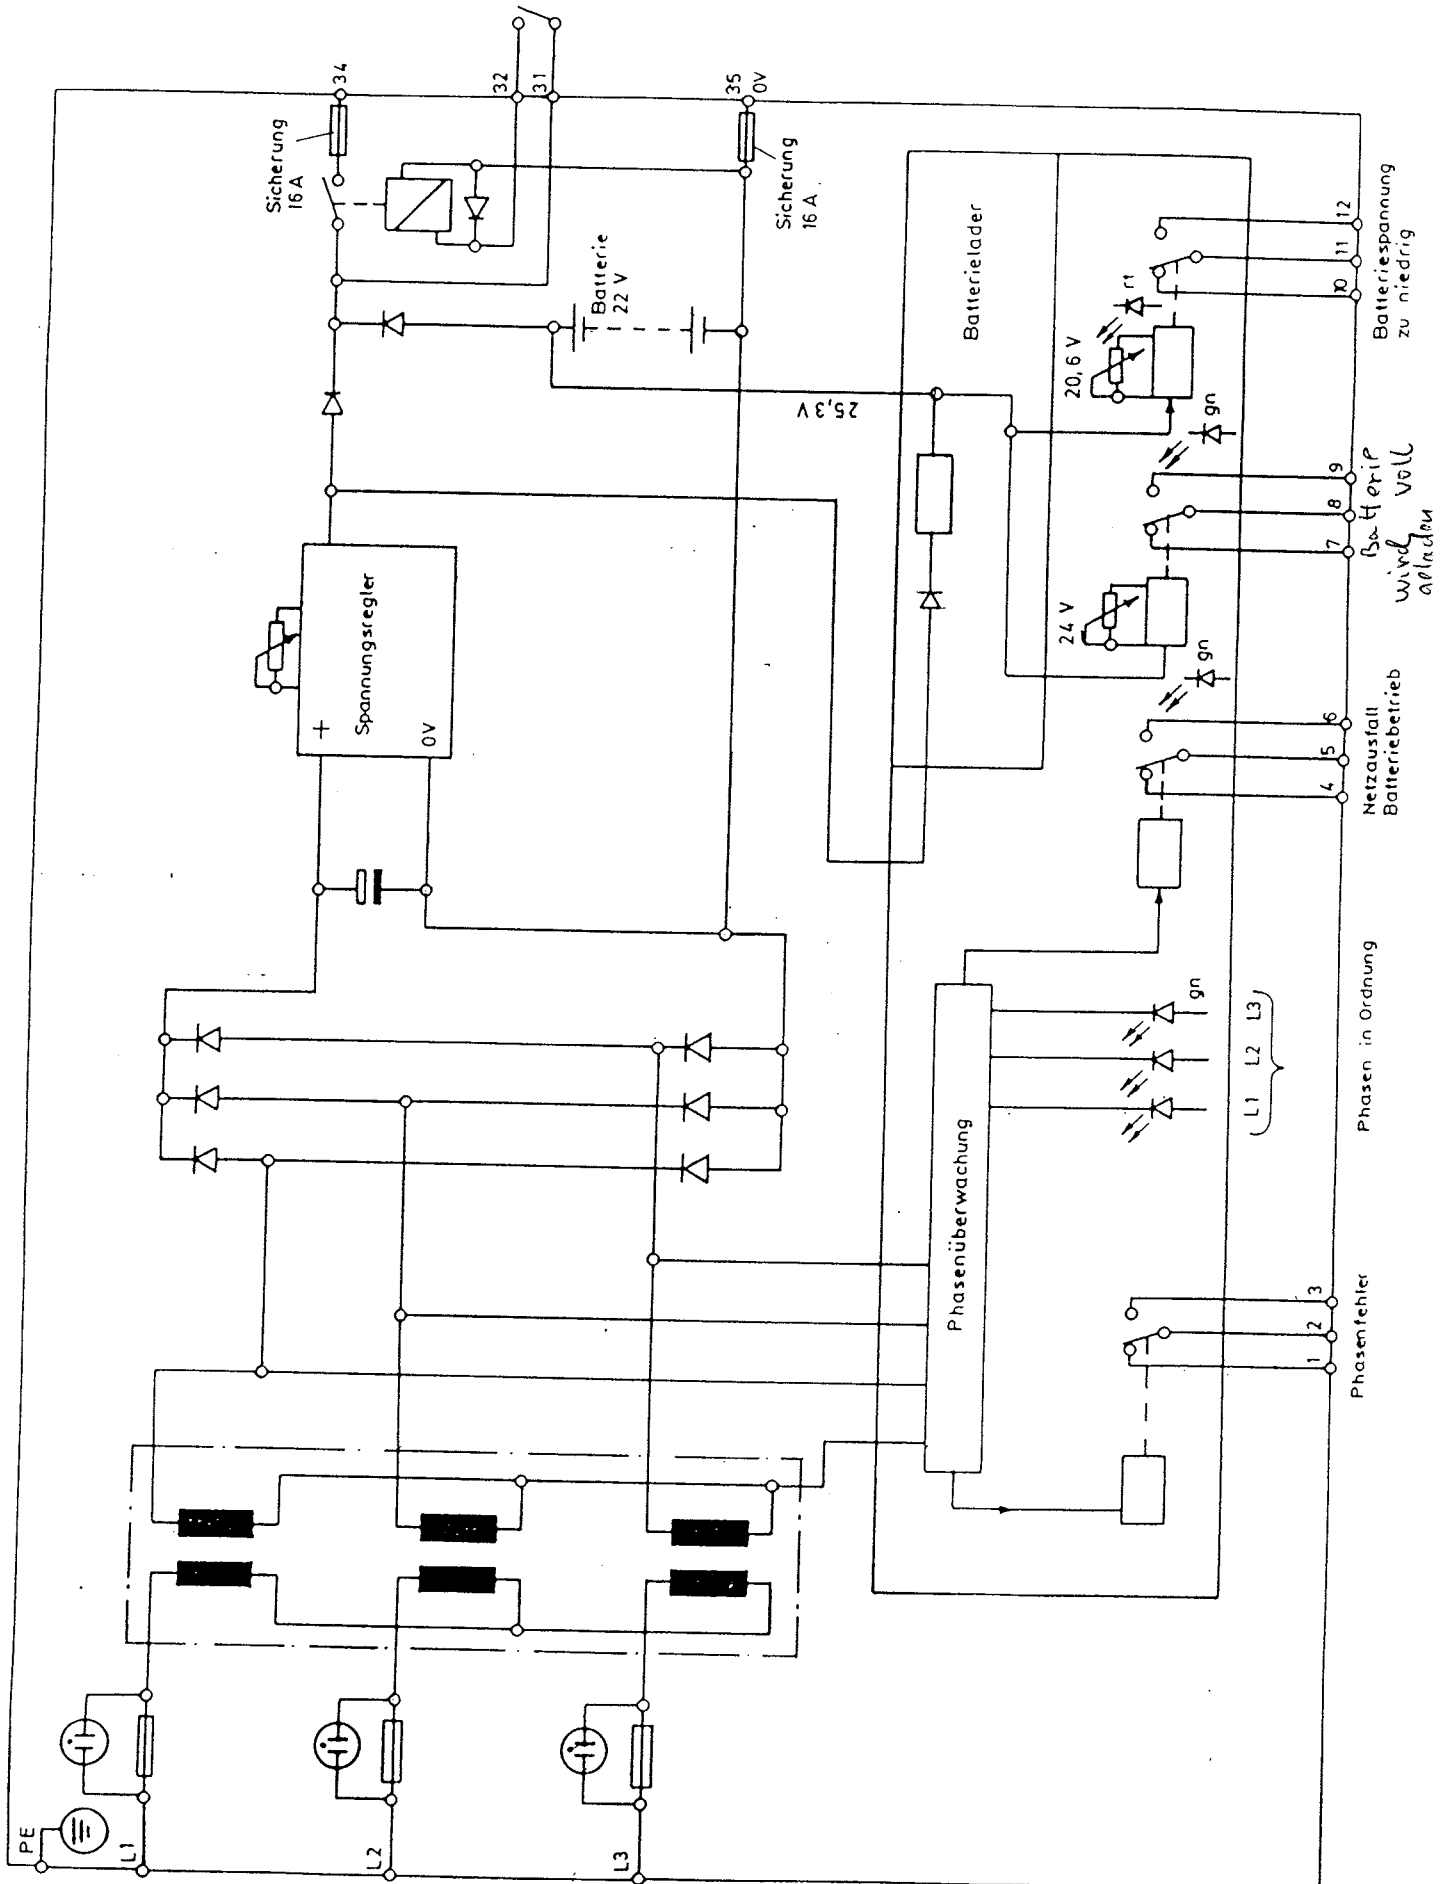 PE
L1
L2
L3
Sicherung
16 A
34
32
31
35
0V
Sicherung
16 A
Batterie
22 V
25,3 V
Spannungsregler
+
0V
Batterielader
20,6 V
rt
gn
24 V
gn
Phasenüberwachung
gn
L1 L2 L3
1 2 3
Phasenfehler
Phasen in Ordnung
4 5 6
Netzausfall
Batteriebetrieb
7 8 9
Batterie
wird voll
geladen
10 11 12
Batteriespannung
zu niedrig